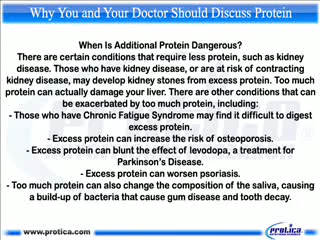 Why You and Your Doctor Should Discuss Protein
When Is Additional Protein Dangerous?
There are certain conditions that require less protein, such as kidney
disease. Those who have kidney disease, or are at risk of contracting
kidney disease, may develop kidney stones from excess protein. Too much
protein can actually damage your liver. There are other conditions that can
be exacerbated by too much protein, including:
- Those who have Chronic Fatigue Syndrome may find it difficult to digest
excess protein.
- Excess protein can increase the risk of osteoporosis.
- Excess protein can blunt the effect of levodopa, a treatment for
Parkinson's Disease.
- Excess protein can worsen psoriasis.
- Too much protein can also change the composition of the saliva, causing
a build-up of bacteria that cause gum disease and tooth decay.
www.protica.com
protica